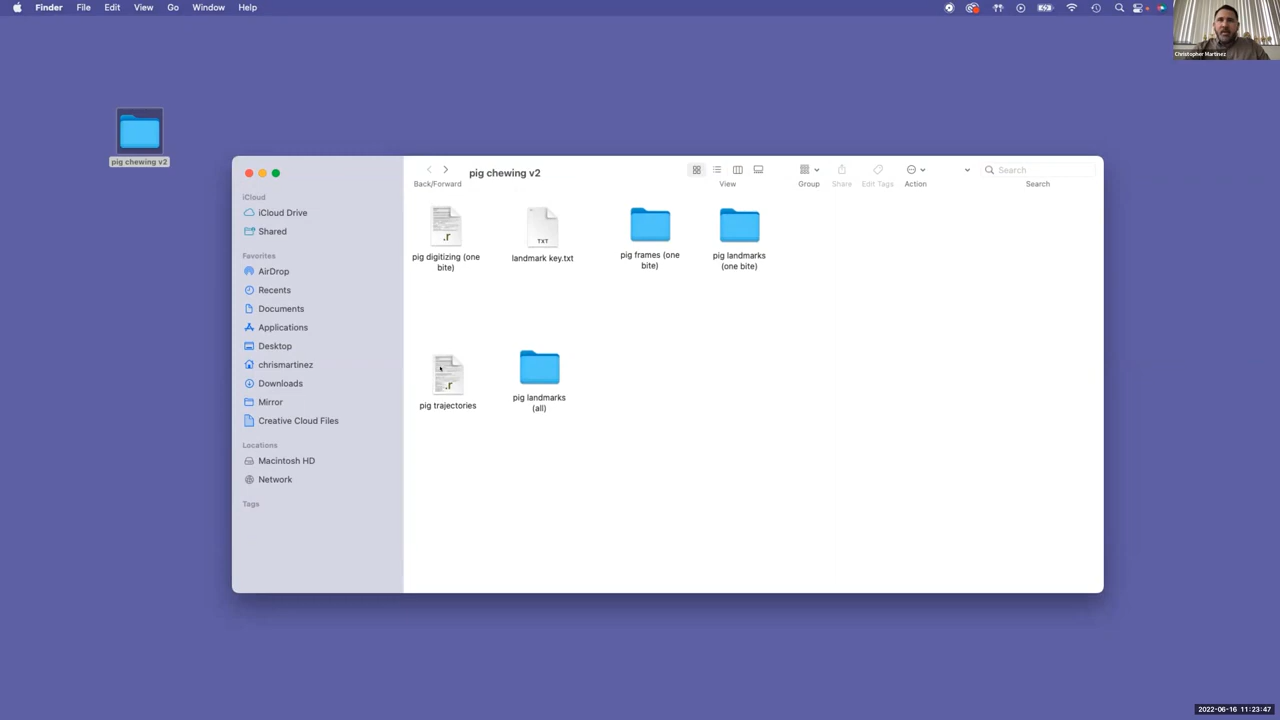 Finder File Edit View Go Window Help
Christopher Martinez
pig chewing v2
pig chewing v2
Back/Forward
View
Group
Share
Edit Tags
Action
Search
Search
iCloud
iCloud Drive
Shared
Favorites
AirDrop
Recents
Documents
Applications
Desktop
chrismartinez
Downloads
Mirror
Creative Cloud Files
Locations
Macintosh HD
Network
Tags
.r
pig digitizing (one
bite)
TXT
landmark key.txt
pig frames (one
bite)
pig landmarks
(one bite)
.r
pig trajectories
pig landmarks
(all)
2022-06-16 11:23:47